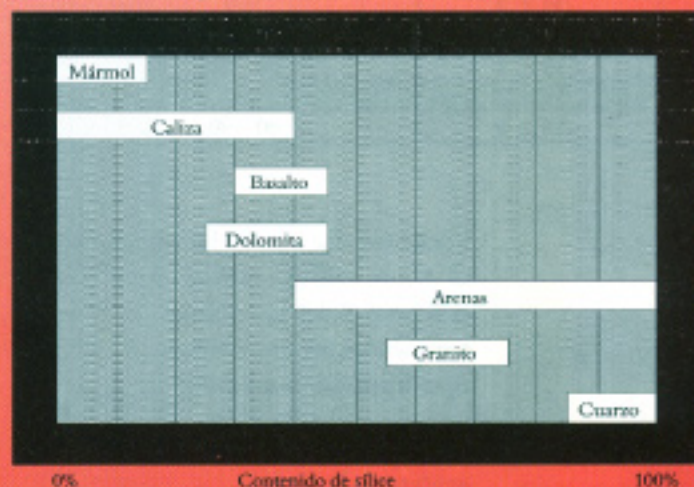 Mármol
Caliza
Basalto
Dolomita
Arenas
Granito
Cuarzo
0% Contenido de sílice 100%